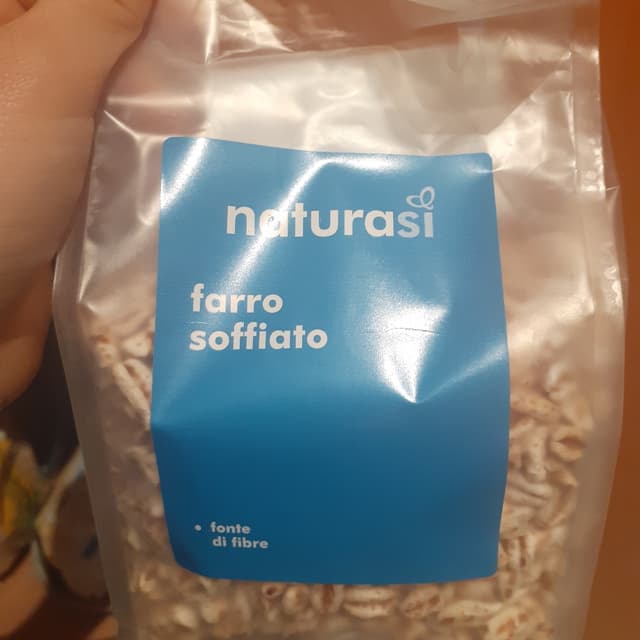 naturasì
farro
soffiato
• fonte
di fibre